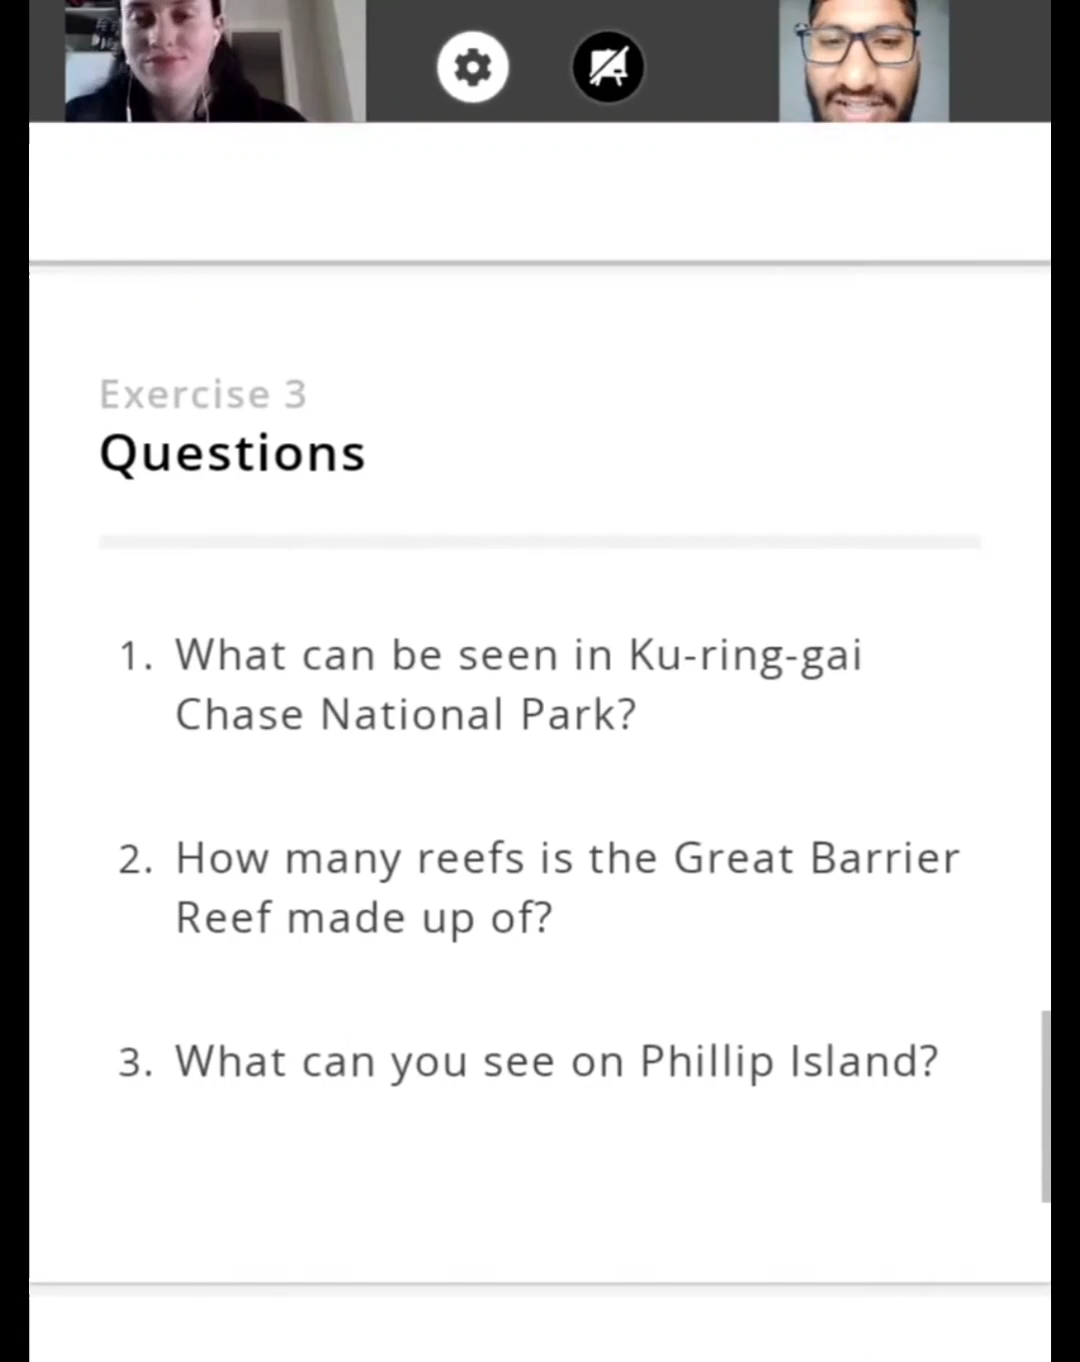 Exercise 3
Questions
1. What can be seen in Ku-ring-gai
Chase National Park?
2. How many reefs is the Great Barrier
Reef made up of?
3. What can you see on Phillip Island?